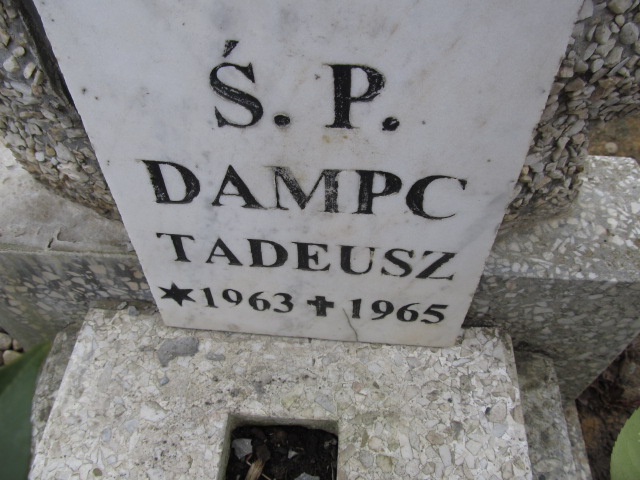 Ś. P.
DAMPC
TADEUSZ
★1963 ✝ 1965